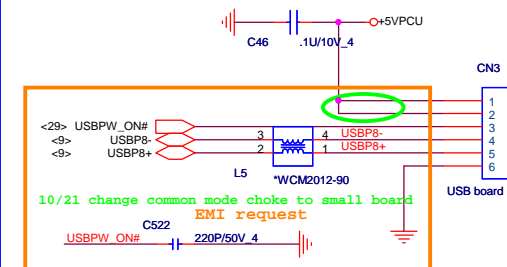 +5VPCU
C46 .1U/10V_4
CN3
1
2
<29> USBPW_ON# 3
<9> USBP8- 3 4 USBP8- 4
<9> USBP8+ 2 1 USBP8+ 5
6
L5
*WCM2012-90
USB board
10/21 change common mode choke to small board
EMI request
C522
USBPW_ON# 220P/50V_4